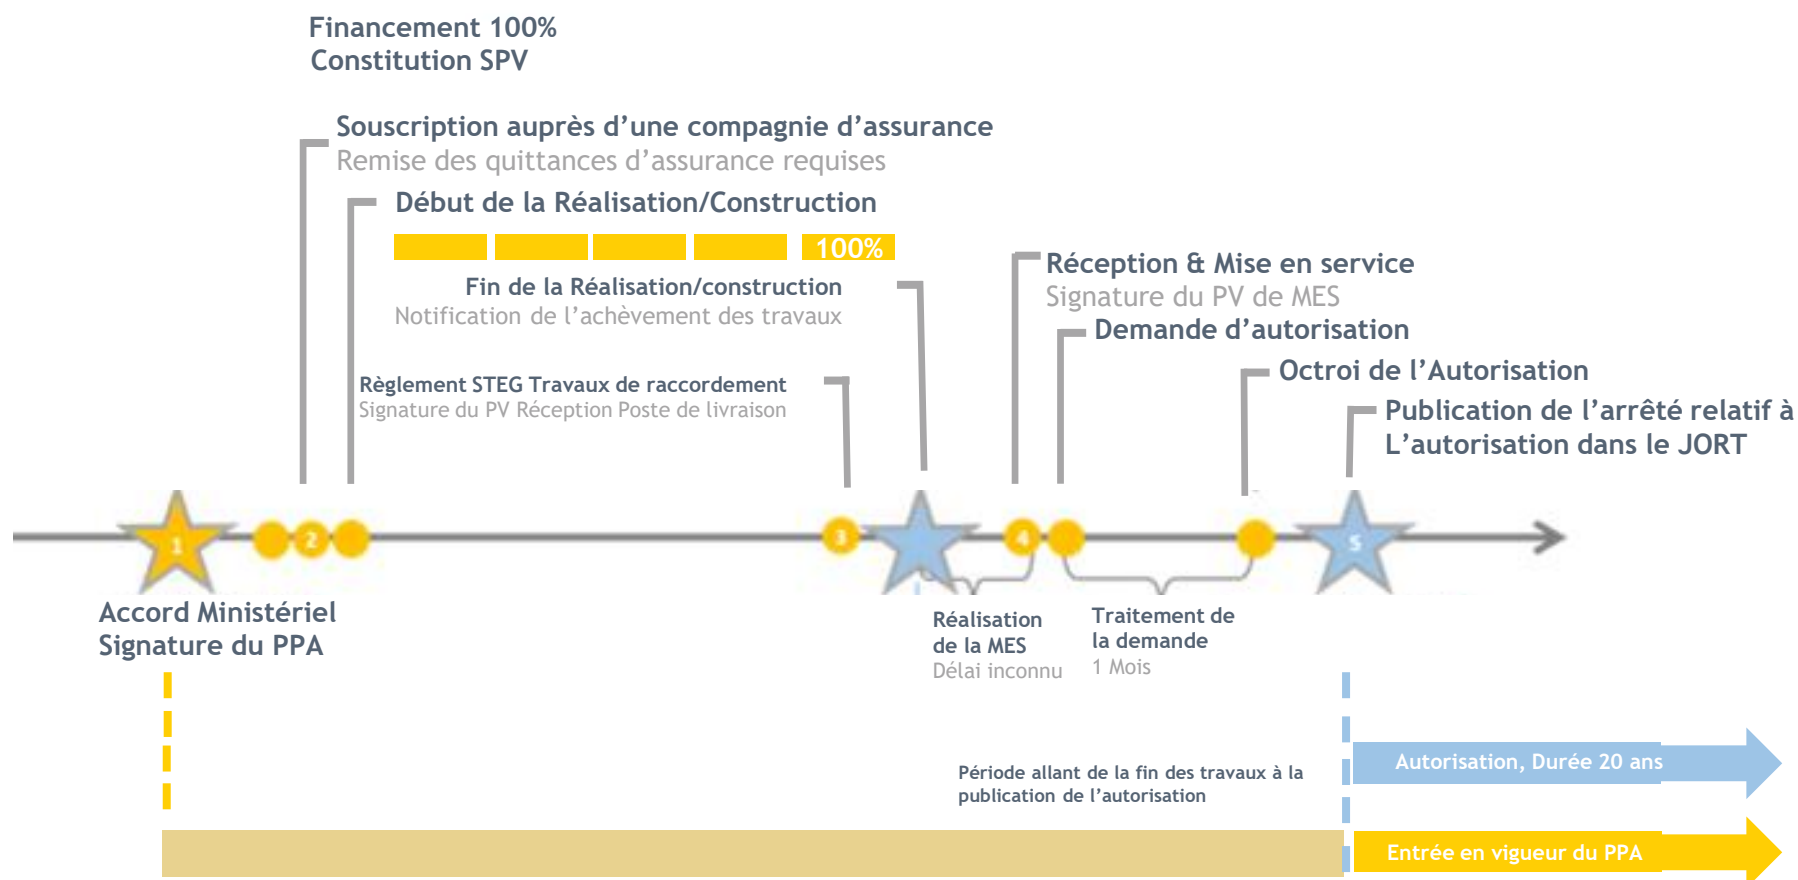 Financement 100%
Constitution SPV
Souscription auprès d’une compagnie d’assurance
Remise des quittances d’assurance requises
Début de la Réalisation/Construction
100%
Fin de la Réalisation/construction
Notification de l’achèvement des travaux
Règlement STEG Travaux de raccordement
Signature du PV Réception Poste de livraison
Réception & Mise en service
Signature du PV de MES
Demande d’autorisation
Octroi de l’Autorisation
Publication de l’arrêté relatif à
L’autorisation dans le JORT
1
2
3
4
5
Accord Ministériel
Signature du PPA
Réalisation
de la MES
Délai inconnu
Traitement de
la demande
1 Mois
Période allant de la fin des travaux à la
publication de l’autorisation
Autorisation, Durée 20 ans
Entrée en vigueur du PPA